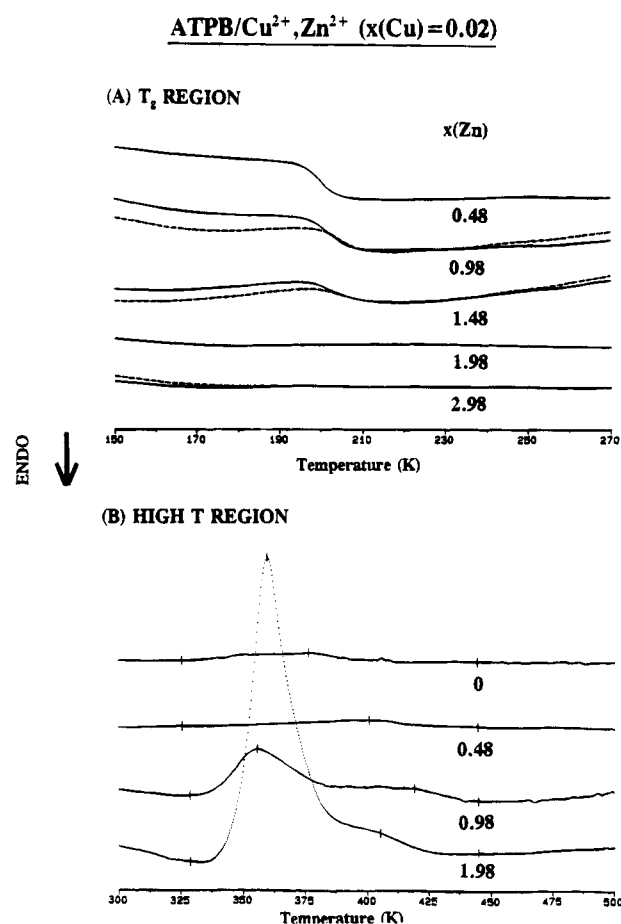 ATPB/Cu²⁺,Zn²⁺ (x(Cu)=0.02)
(A) Tg REGION
x(Zn)
0.48
0.98
1.48
1.98
2.98
150 170 190 210 230 250 270
Temperature (K)
ENDO
(B) HIGH T REGION
0
0.48
0.98
1.98
300 325 350 375 400 425 450 475 500
Temperature (K)